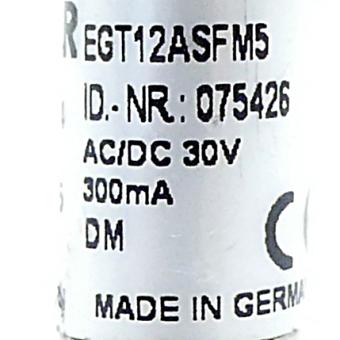 EGT12ASFM5
ID.- NR.: 075426
AC/DC 30V
300mA
DM
MADE IN GERMA